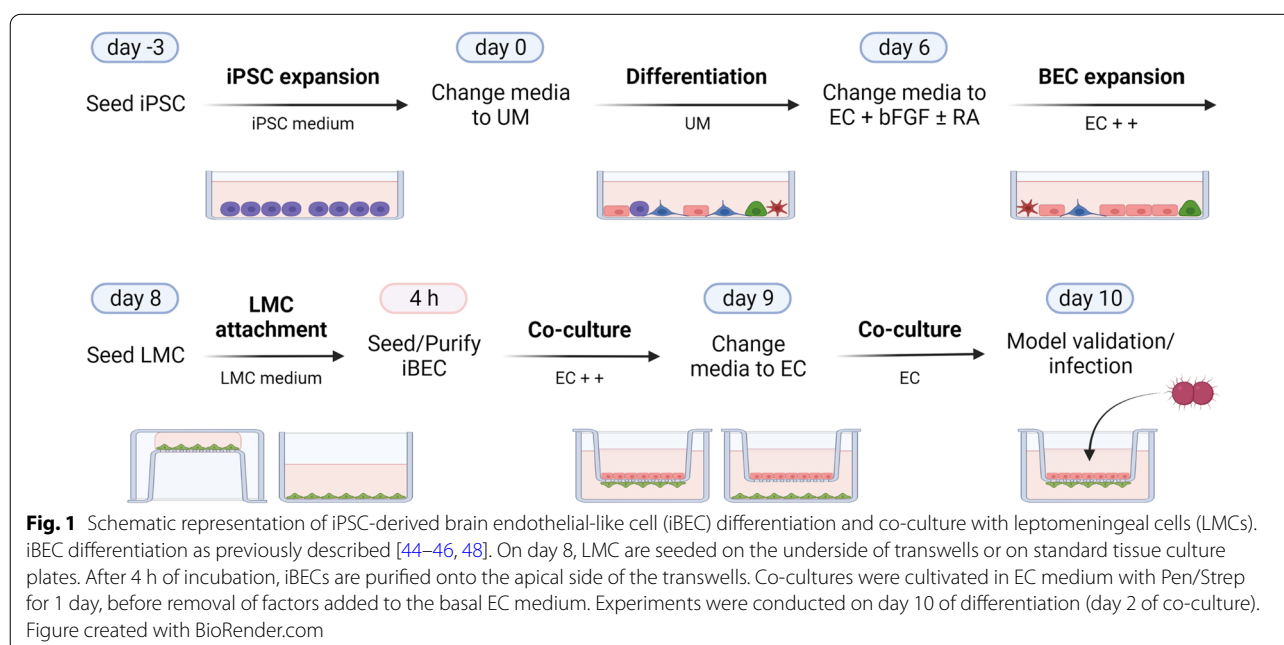 day -3
iPSC expansion
day 0
Differentiation
day 6
BEC expansion
Seed iPSC
iPSC medium
Change media
to UM
UM
Change media to
EC + bFGF ± RA
EC + +
day 8
LMC
attachment
4 h
Co-culture
day 9
Co-culture
day 10
Seed LMC
LMC medium
Seed/Purify
iBEC
EC + +
Change
media to EC
EC
Model validation/
infection
Fig. 1 Schematic representation of iPSC-derived brain endothelial-like cell (iBEC) differentiation and co-culture with leptomeningeal cells (LMCs).
iBEC differentiation as previously described [44–46, 48]. On day 8, LMC are seeded on the underside of transwells or on standard tissue culture
plates. After 4 h of incubation, iBECs are purified onto the apical side of the transwells. Co-cultures were cultivated in EC medium with Pen/Strep
for 1 day, before removal of factors added to the basal EC medium. Experiments were conducted on day 10 of differentiation (day 2 of co-culture).
Figure created with BioRender.com